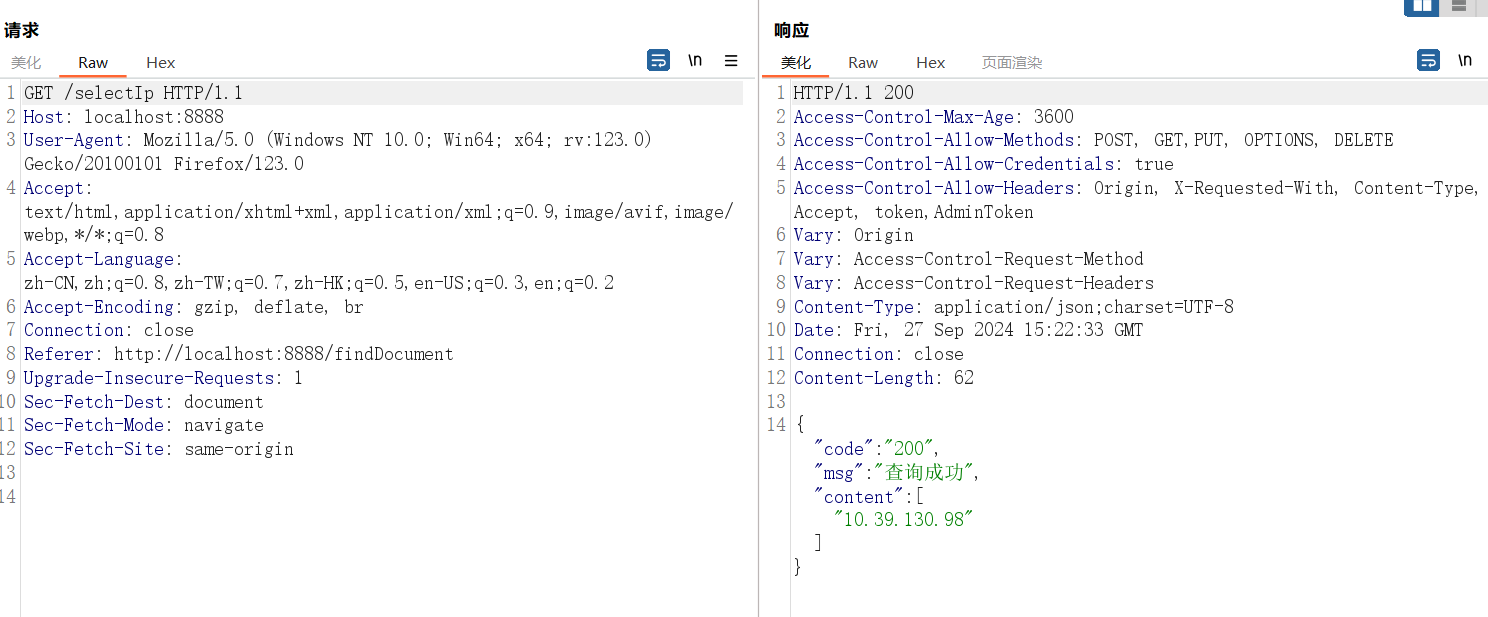 请求
美化 Raw Hex \n
1 GET /selectIp HTTP/1.1
2 Host: localhost:8888
3 User-Agent: Mozilla/5.0 (Windows NT 10.0; Win64; x64; rv:123.0)
Gecko/20100101 Firefox/123.0
4 Accept:
text/html,application/xhtml+xml,application/xml;q=0.9,image/avif,image/
webp,*/*;q=0.8
5 Accept-Language:
zh-CN,zh;q=0.8,zh-TW;q=0.7,zh-HK;q=0.5,en-US;q=0.3,en;q=0.2
6 Accept-Encoding: gzip, deflate, br
7 Connection: close
8 Referer: http://localhost:8888/findDocument
9 Upgrade-Insecure-Requests: 1
10 Sec-Fetch-Dest: document
11 Sec-Fetch-Mode: navigate
12 Sec-Fetch-Site: same-origin
13
14
响应
美化 Raw Hex 页面渲染 \n
1 HTTP/1.1 200
2 Access-Control-Max-Age: 3600
3 Access-Control-Allow-Methods: POST, GET,PUT, OPTIONS, DELETE
4 Access-Control-Allow-Credentials: true
5 Access-Control-Allow-Headers: Origin, X-Requested-With, Content-Type,
Accept, token,AdminToken
6 Vary: Origin
7 Vary: Access-Control-Request-Method
8 Vary: Access-Control-Request-Headers
9 Content-Type: application/json;charset=UTF-8
10 Date: Fri, 27 Sep 2024 15:22:33 GMT
11 Connection: close
12 Content-Length: 62
13
14 {
"code":"200",
"msg":"查询成功",
"content":[
"10.39.130.98"
]
}